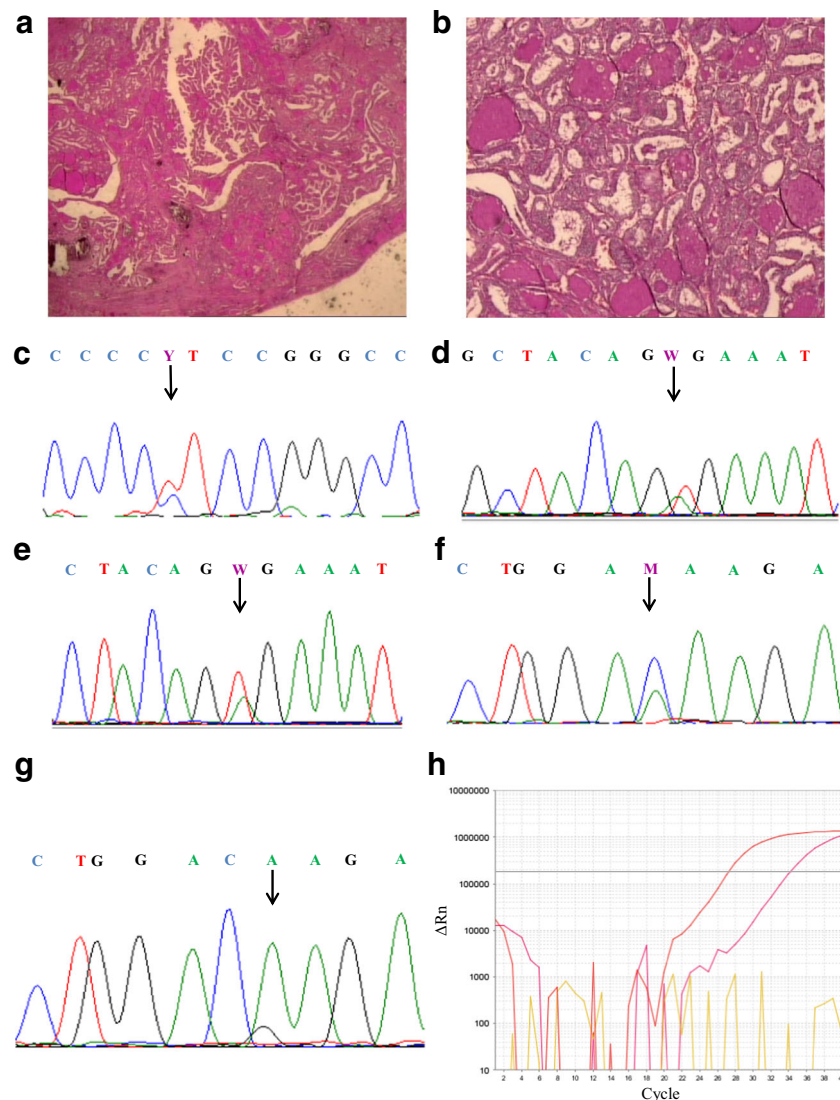 a
b
c
C C C C Y T C C G G G C C
d
G C T A C A G W G A A A T
e
C T A C A G W G A A A T
f
C T G G A M A A G A
g
C T G G A C A A G A
h
10000000
1000000
100000
10000
1000
100
10
ΔRn
2 4 6 8 10 12 14 16 18 20 22 24 26 28 30 32 34 36 38
Cycle